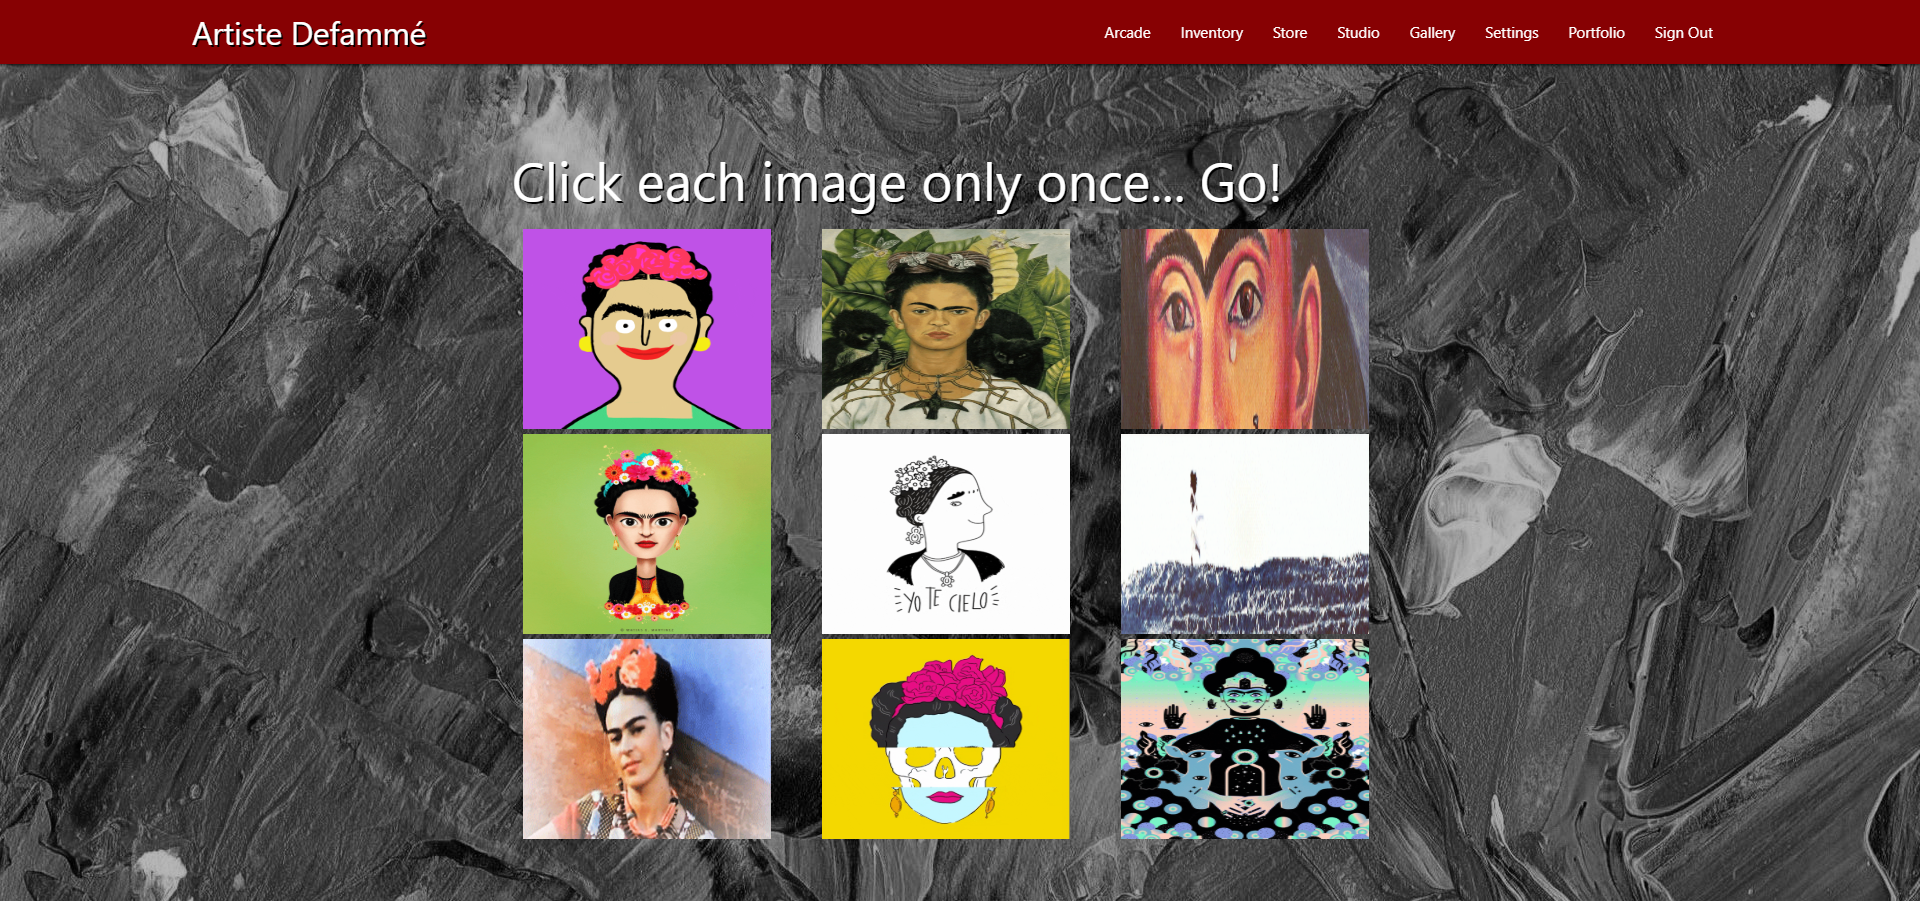 Artiste Defammé
Arcade Inventory Store Studio Gallery Settings Portfolio Sign Out
Click each image only once... Go!
YO TE CIELO